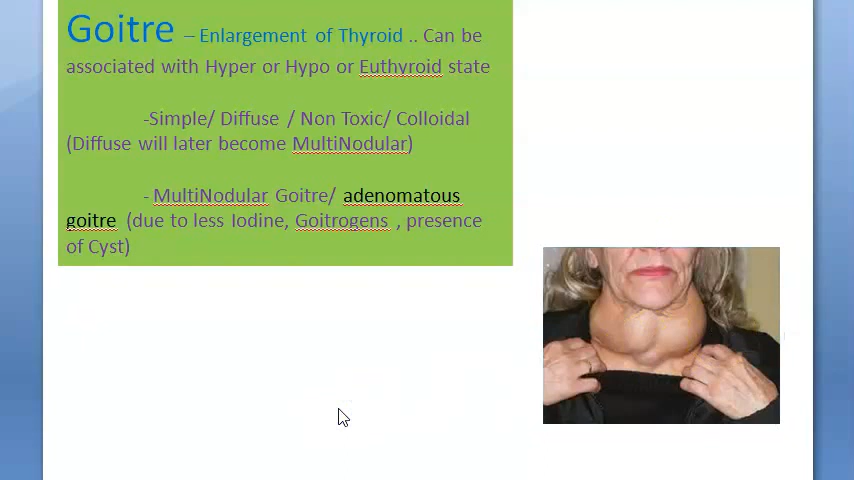 Goitre – Enlargement of Thyroid .. Can be
associated with Hyper or Hypo or Euthyroid state
-Simple/ Diffuse / Non Toxic/ Colloidal
(Diffuse will later become MultiNodular)
- MultiNodular Goitre/ adenomatous
goitre (due to less Iodine, Goitrogens , presence
of Cyst)